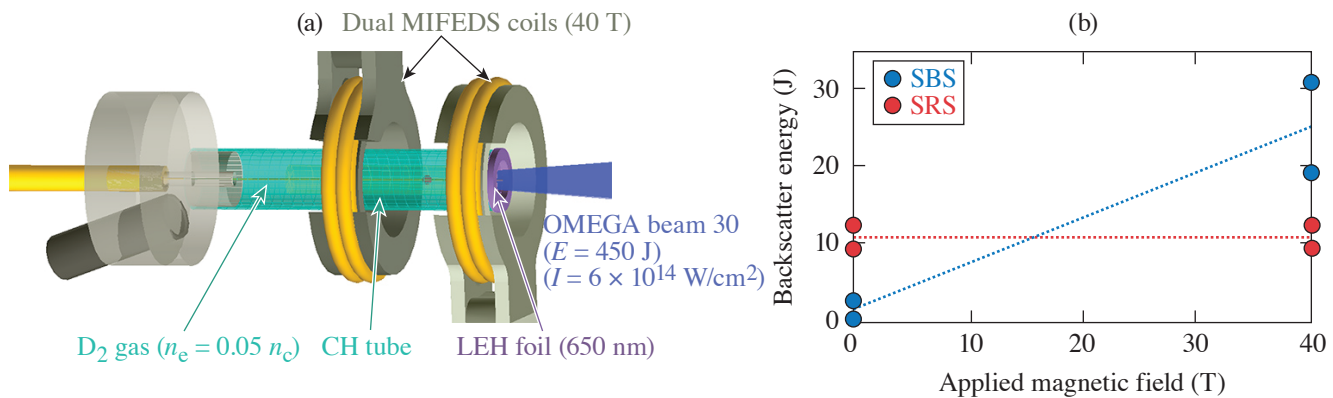 (a) Dual MIFEDS coils (40 T)
OMEGA beam 30
(E = 450 J)
(I = 6 × 10¹⁴ W/cm²)
D₂ gas (nₑ = 0.05 n_c) CH tube LEH foil (650 nm)
(b)
SBS
SRS
Backscatter energy (J)
30
20
10
0
0 10 20 30 40
Applied magnetic field (T)